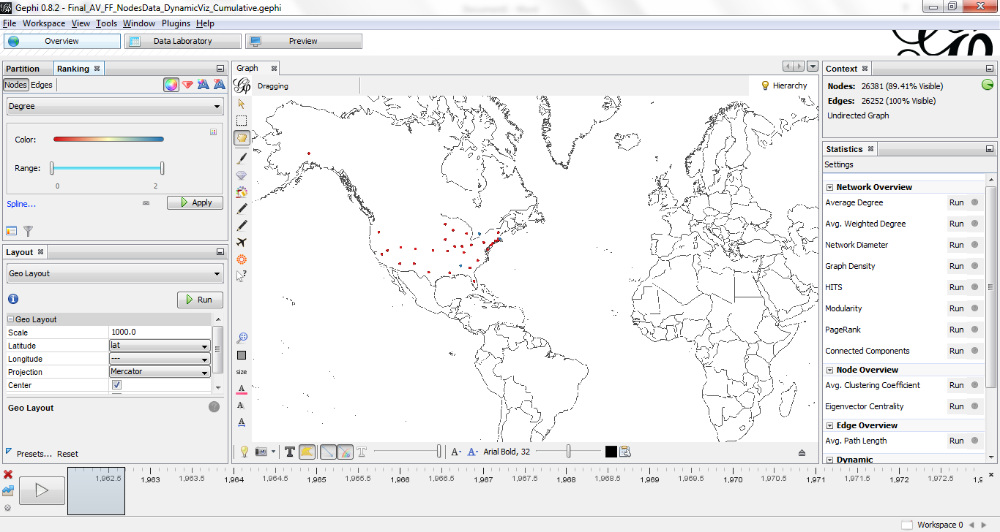 Gephi 0.8.2 - Final_AV_FF_NodesData_DynamicViz_Cumulative.gephi
File Workspace View Tools Window Plugins Help
Overview Data Laboratory Preview
Partition Ranking
Nodes Edges
Degree
Color:
Range:
0 2
Spline...
Apply
Layout
Geo Layout
Run
Geo Layout
Scale 1000.0
Latitude lat
Longitude ---
Projection Mercator
Center
Geo Layout
Presets... Reset
Graph
Dragging
Hierarchy
size
A
A
A
T T A- A- Arial Bold, 32
Context
Nodes: 26381 (89.41% Visible)
Edges: 26252 (100% Visible)
Undirected Graph
Statistics
Settings
Network Overview
Average Degree Run
Avg. Weighted Degree Run
Network Diameter Run
Graph Density Run
HITS Run
Modularity Run
PageRank Run
Connected Components Run
Node Overview
Avg. Clustering Coefficient Run
Eigenvector Centrality Run
Edge Overview
Avg. Path Length Run
Dynamic
1,962.5 1,963 1,963.5 1,964 1,964.5 1,965 1,965.5 1,966 1,966.5 1,967 1,967.5 1,968 1,968.5 1,969 1,969.5 1,970 1,970.5 1,971 1,971.5 1,972 1,972.5
Workspace 0